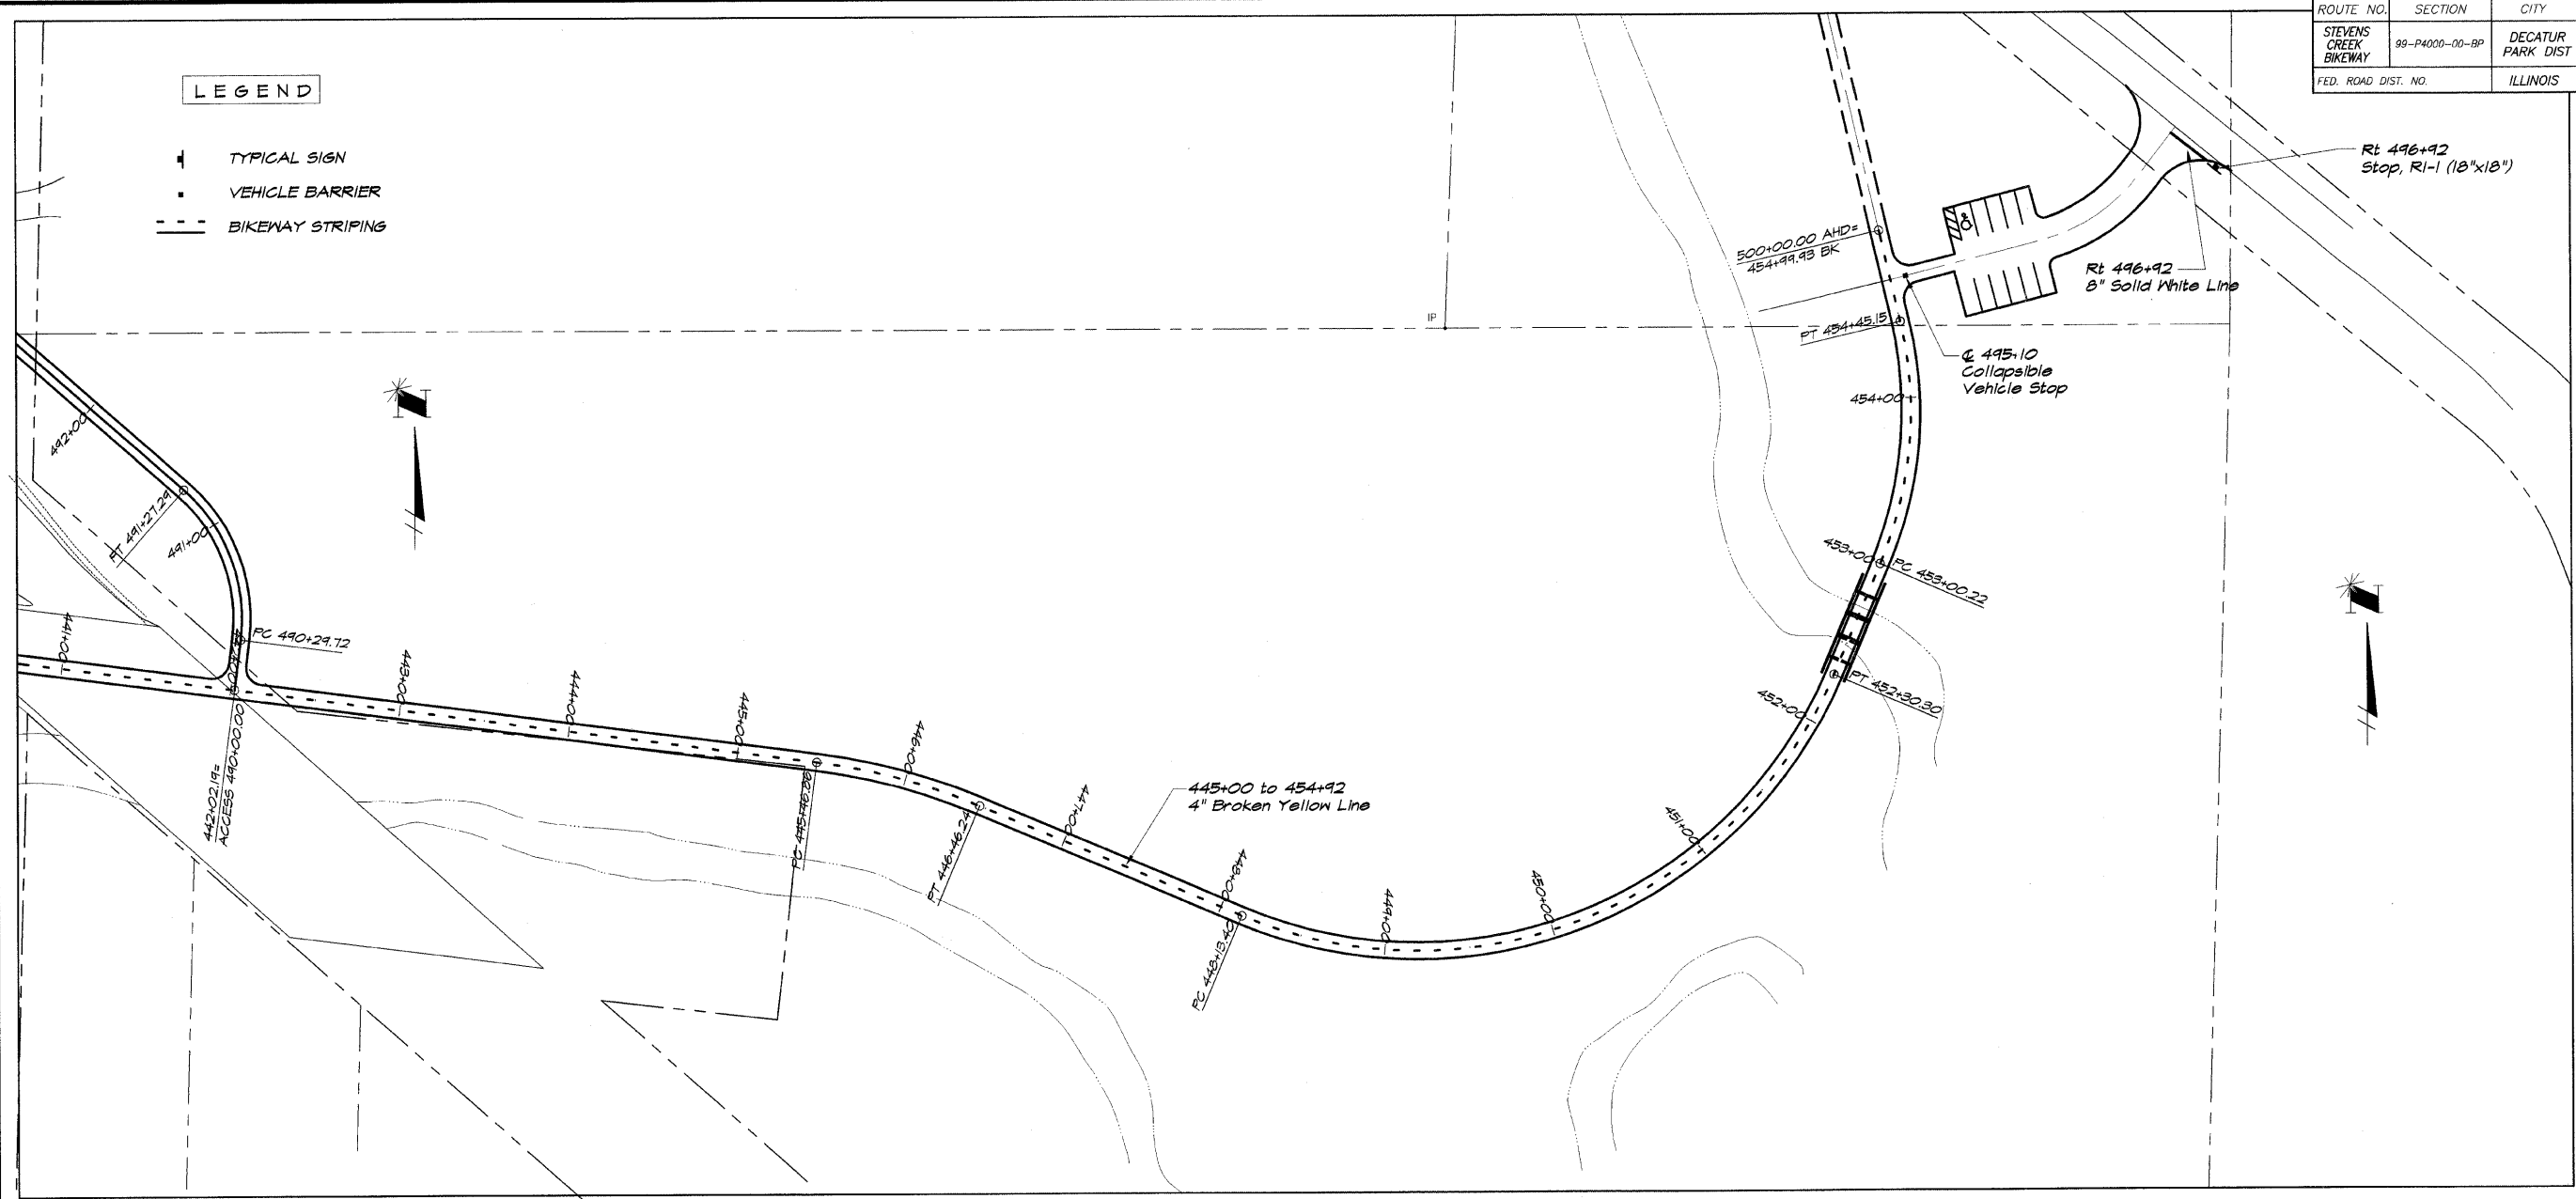 ROUTE NO. SECTION CITY
STEVENS CREEK BIKEWAY 99-P4000-00-BP DECATUR PARK DIST
FED. ROAD DIST. NO. ILLINOIS
LEGEND
TYPICAL SIGN
VEHICLE BARRIER
BIKEWAY STRIPING
Rt 496+92
Stop, R1-1 (18"x18")
500+00.00 AHD=
454+99.93 BK
Rt 496+92
8" Solid White Line
IP
PT 454+45.15
℄ 495+10
Collapsible
Vehicle Stop
454+00
N
492+00
PT 491+27.29
491+00
453+00
PC 453+00.22
N
441+00
PC 490+29.72
443+00
444+00
445+00
446+00
PT 452+30.30
452+00
442+02.19=
ACCESS 490+00.00
PC 445+46.86
PT 446+46.24
447+00
445+00 to 454+92
4" Broken Yellow Line
451+00
448+00
PC 448+13.40
449+00
450+00